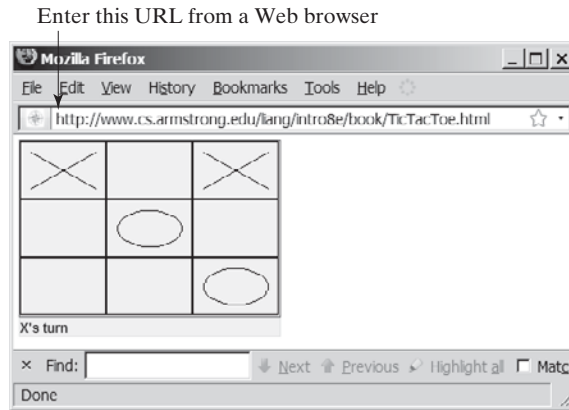 Enter this URL from a Web browser
Mozilla Firefox
File Edit View History Bookmarks Tools Help
http://www.cs.armstrong.edu/liang/intro8e/book/TicTacToe.html
X's turn
× Find: Next Previous Highlight all Matc
Done